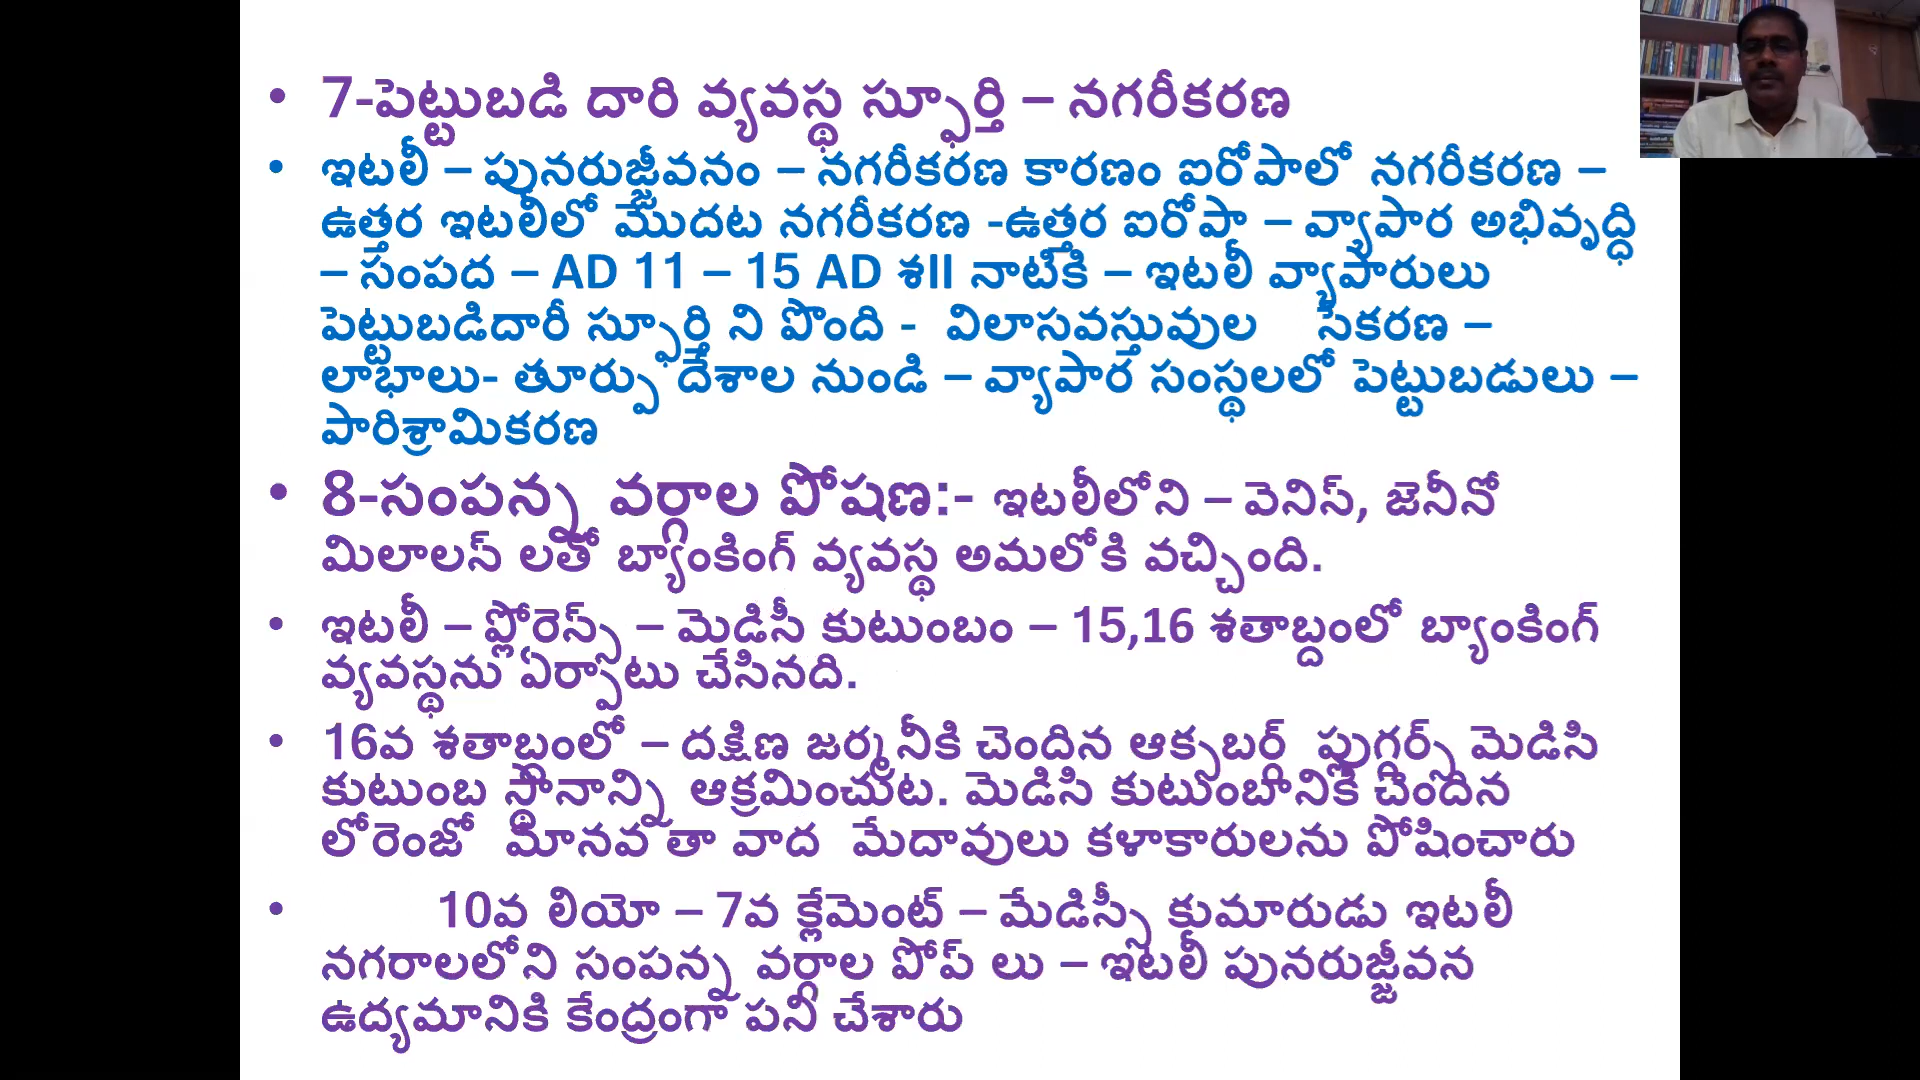 • 7-పెట్టుబడి దారి వ్యవస్థ స్ఫూర్తి – నగరీకరణ
• ఇటలీ – పునరుజ్జీవనం – నగరీకరణ కారణం ఐరోపాలో నగరీకరణ –
ఉత్తర ఇటలీలో మొదట నగరీకరణ -ఉత్తర ఐరోపా – వ్యాపార అభివృద్ధి
– సంపద – AD 11 – 15 AD శ॥ నాటికి – ఇటలీ వ్యాపారులు
పెట్టుబడిదారీ స్ఫూర్తి ని పొంది - విలాసవస్తువుల సేకరణ –
లాభాలు- తూర్పు దేశాల నుండి – వ్యాపార సంస్థలలో పెట్టుబడులు –
పారిశ్రామికరణ
• 8-సంపన్న వర్గాల పోషణ:- ఇటలీలోని – వెనిస్, జెనీనో
మిలాలస్ లతో బ్యాంకింగ్ వ్యవస్థ అమలోకి వచ్చింది.
• ఇటలీ – ప్లోరెస్స్ – మెడిసీ కుటుంబం – 15,16 శతాబ్దంలో బ్యాంకింగ్
వ్యవస్థను ఏర్పాటు చేసినది.
• 16వ శతాబ్దంలో – దక్షిణ జర్మనీకి చెందిన ఆక్సబర్గ్ ప్లుగ్గర్స్ మెడిసి
కుటుంబ స్థానాన్ని ఆక్రమించుట. మెడిసి కుటుంబానికి చెందిన
లోరెంజో మానవ తా వాద మేదావులు కళాకారులను పోషించారు
• 10వ లియో – 7వ క్లేమెంట్ – మేడిస్సీ కుమారుడు ఇటలీ
నగరాలలోని సంపన్న వర్గాల పోప్ లు – ఇటలీ పునరుజ్జీవన
ఉద్యమానికి కేంద్రంగా పని చేశారు